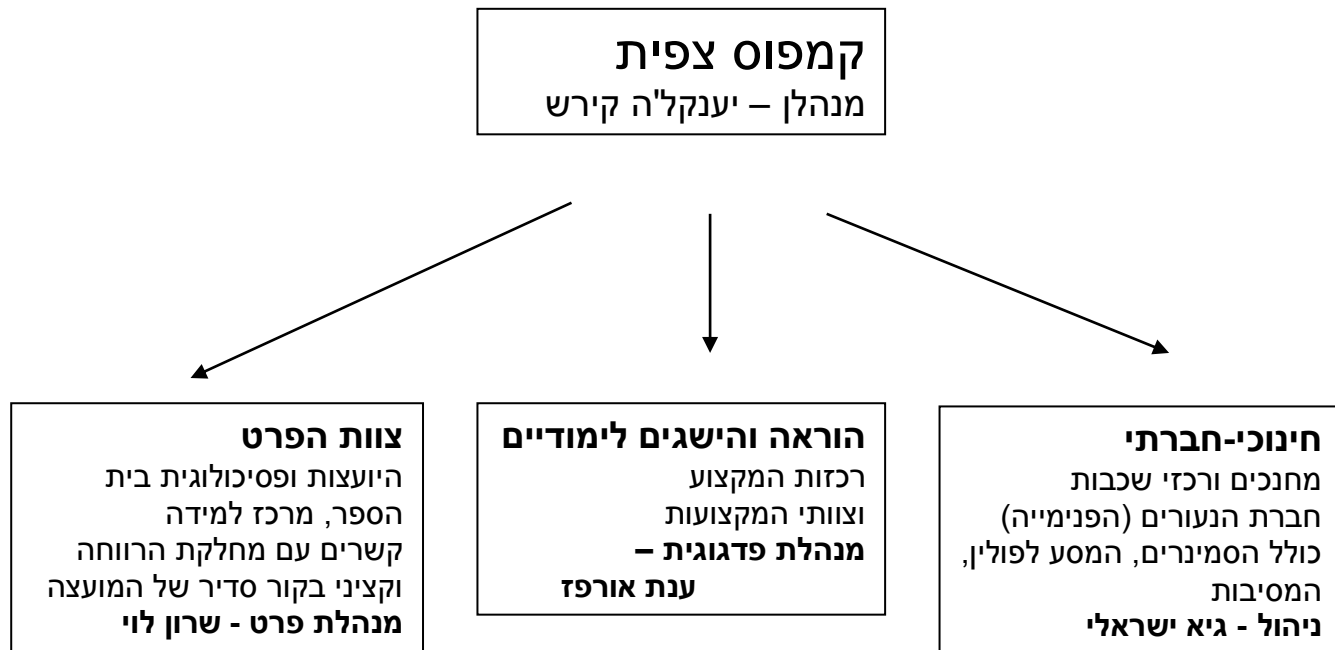 קמפוס צפית
מנהלן – יענקל'ה קירש
חינוכי-חברתי
מחנכים ורכזי שכבות
חברת הנעורים (הפנימייה)
כולל הסמינרים, המסע לפולין,
המסיבות
ניהול - גיא ישראלי
הוראה והישגים לימודיים
רכזות המקצוע
וצוותי המקצועות
מנהלת פדגוגית –
ענת אורפז
צוות הפרט
היועצות ופסיכולוגית בית
הספר, מרכז למידה
קשרים עם מחלקת הרווחה
וקציני בקור סדיר של המועצה
מנהלת פרט - שרון לוי